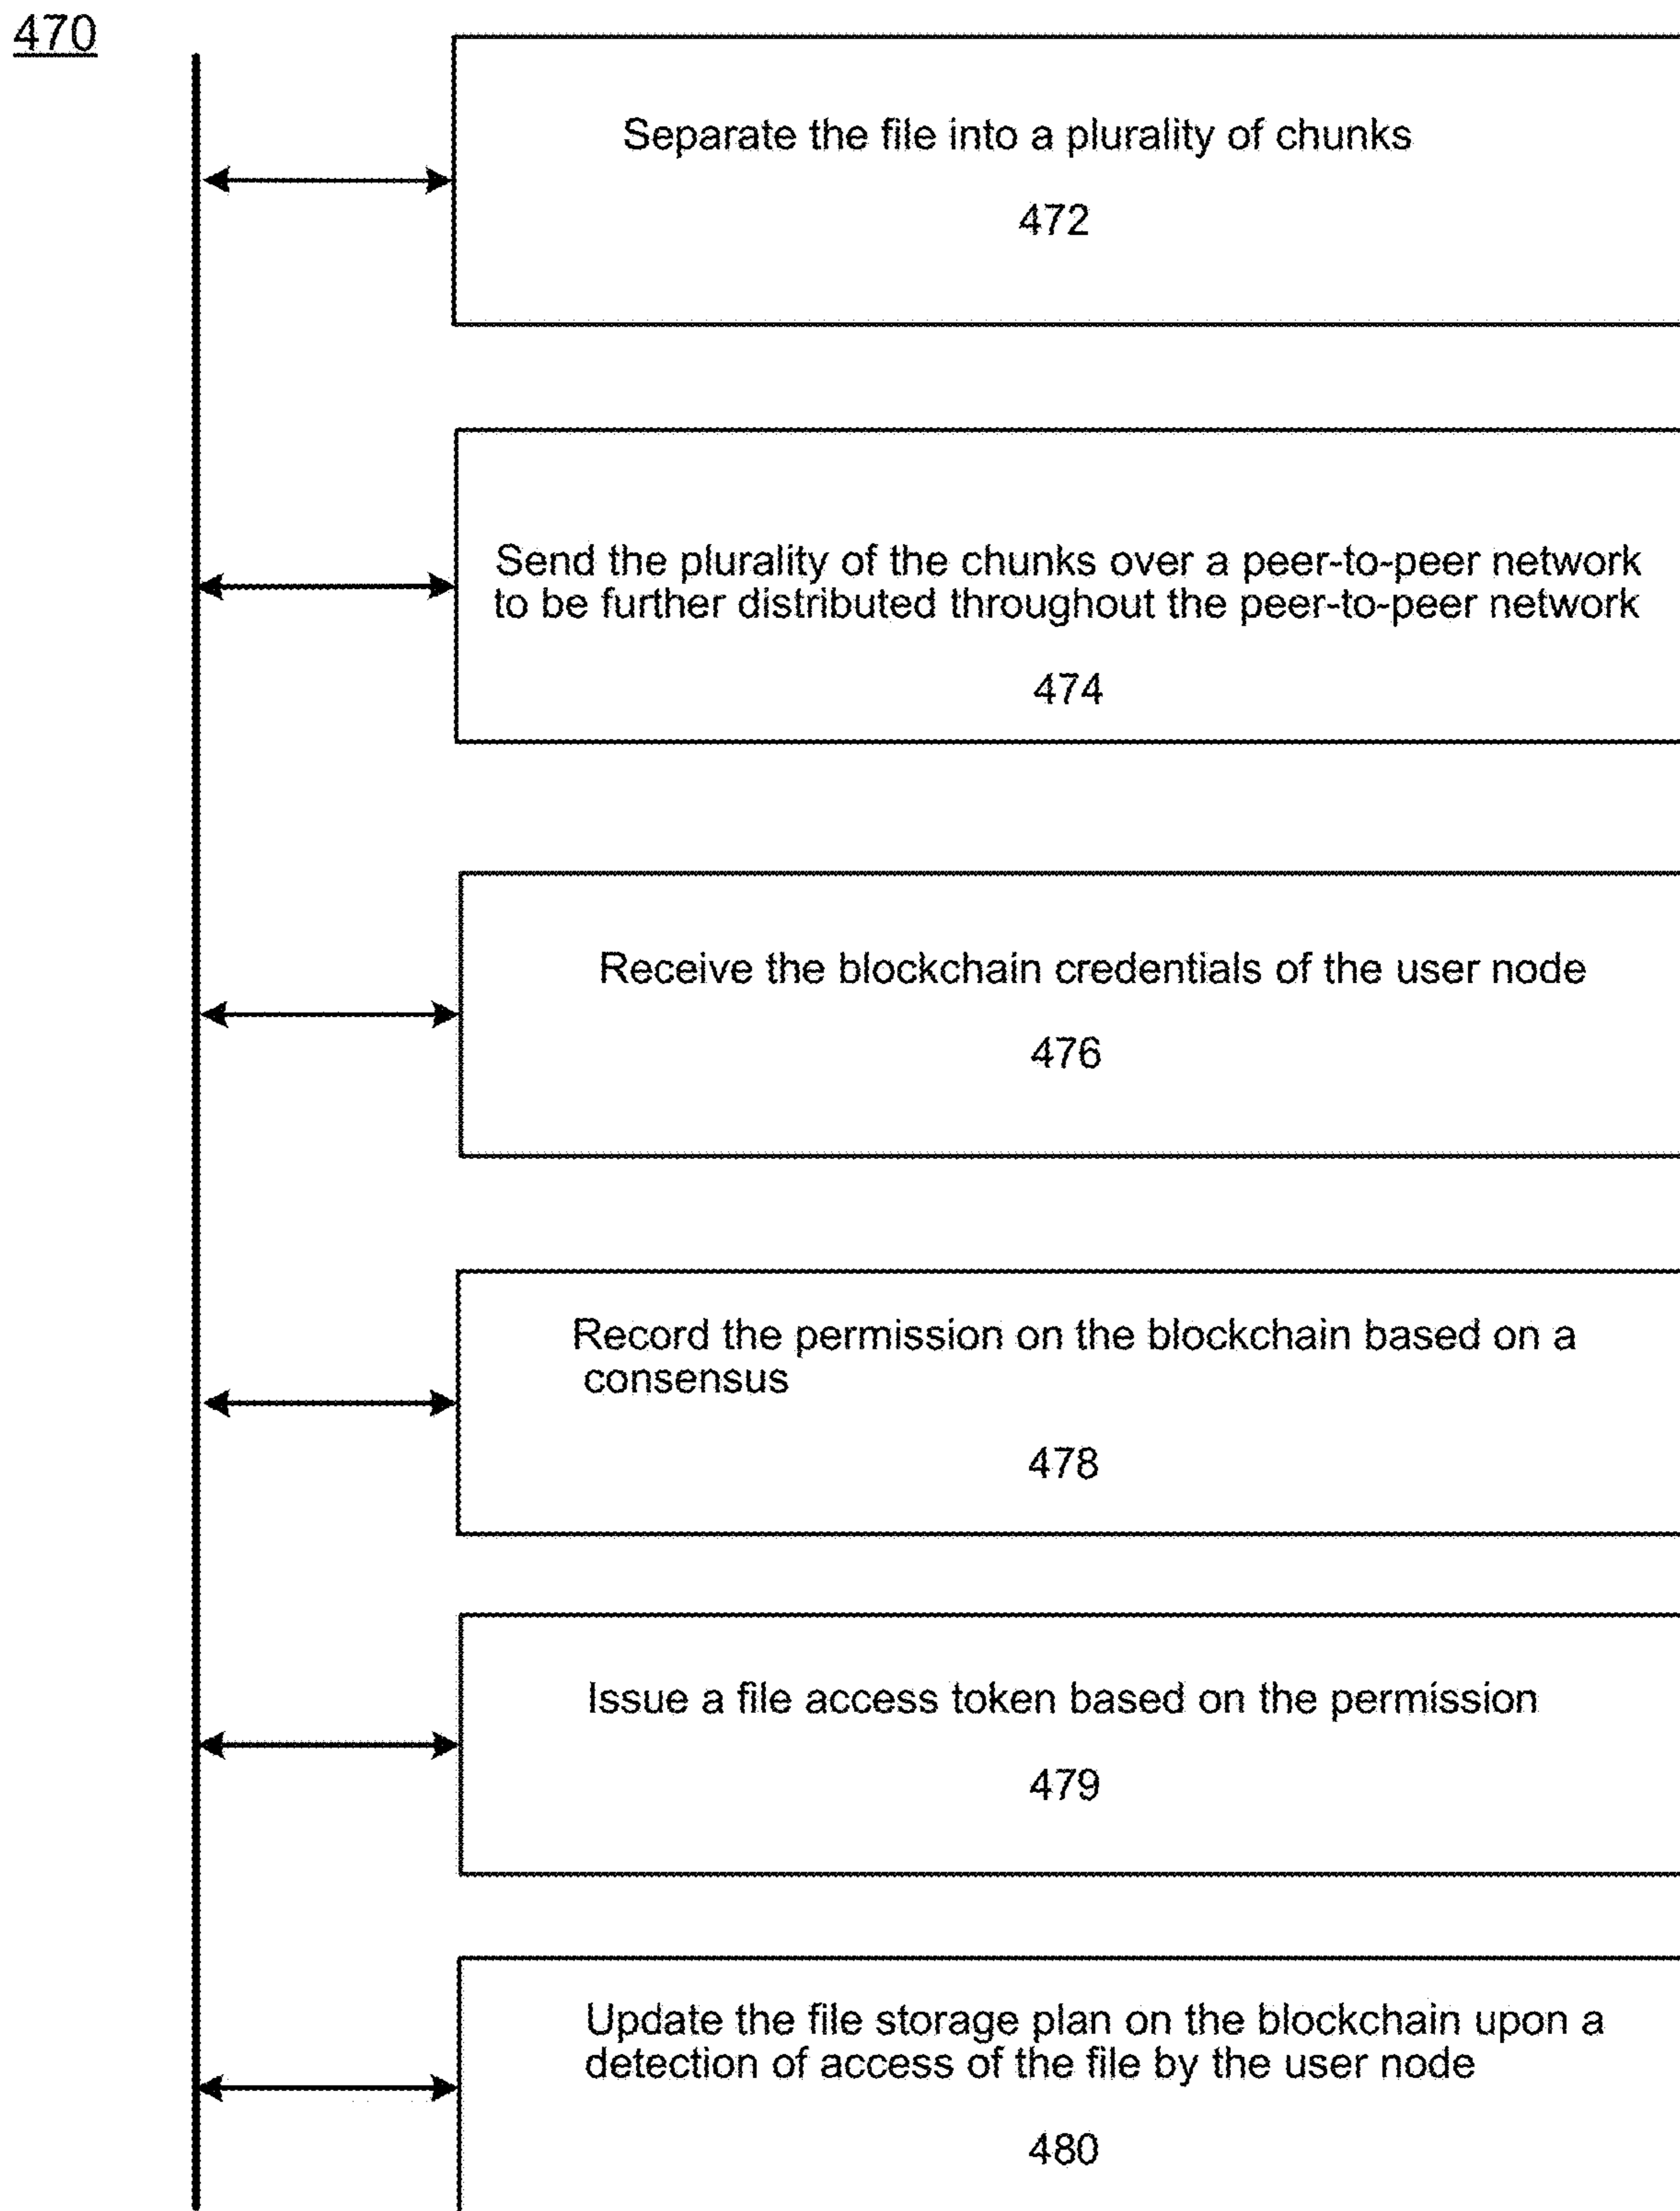 470
Separate the file into a plurality of chunks
472
Send the plurality of the chunks over a peer-to-peer network
to be further distributed throughout the peer-to-peer network
474
Receive the blockchain credentials of the user node
476
Record the permission on the blockchain based on a
consensus
478
Issue a file access token based on the permission
479
Update the file storage plan on the blockchain upon a
detection of access of the file by the user node
480